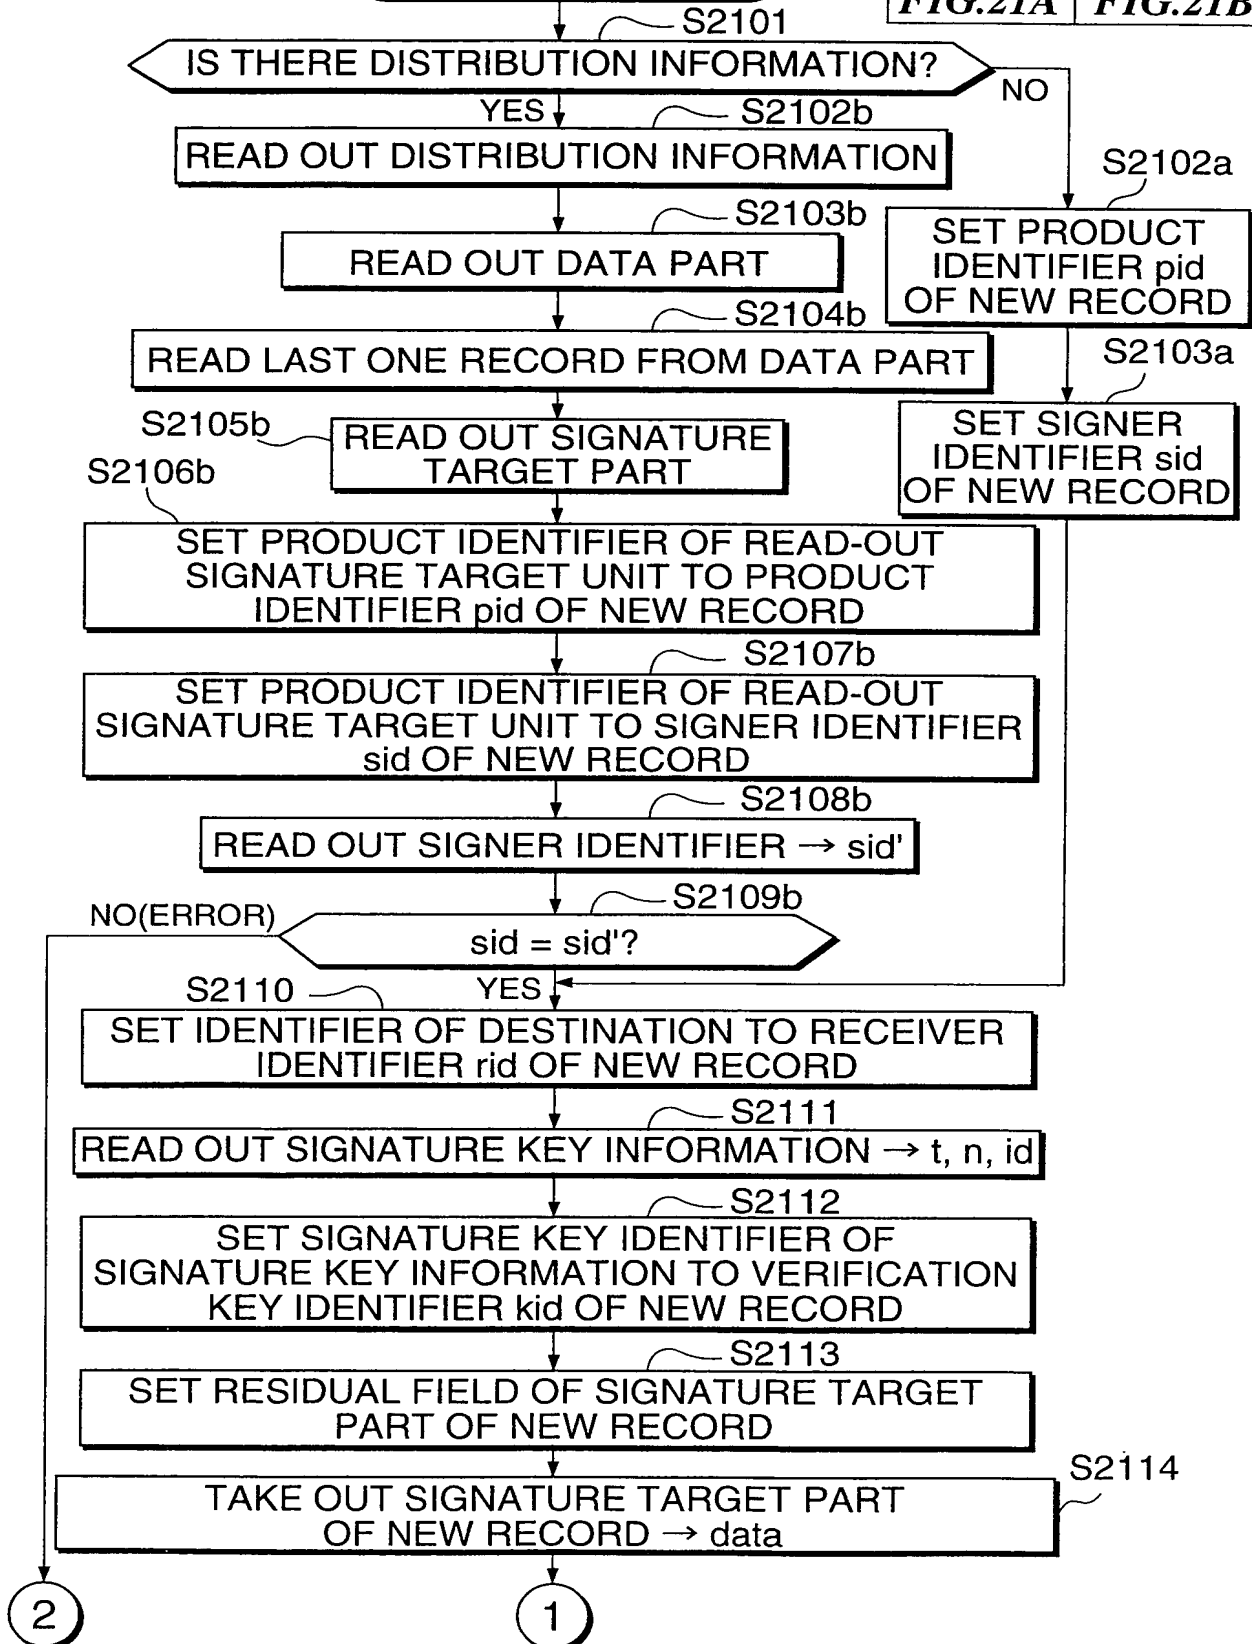 FIG.21A FIG.21B
S2101
IS THERE DISTRIBUTION INFORMATION?
NO
YES
S2102b
READ OUT DISTRIBUTION INFORMATION
S2102a
SET PRODUCT
IDENTIFIER pid
OF NEW RECORD
S2103b
READ OUT DATA PART
S2104b
READ LAST ONE RECORD FROM DATA PART
S2103a
SET SIGNER
IDENTIFIER sid
OF NEW RECORD
S2105b
READ OUT SIGNATURE
TARGET PART
S2106b
SET PRODUCT IDENTIFIER OF READ-OUT
SIGNATURE TARGET UNIT TO PRODUCT
IDENTIFIER pid OF NEW RECORD
S2107b
SET PRODUCT IDENTIFIER OF READ-OUT
SIGNATURE TARGET UNIT TO SIGNER IDENTIFIER
sid OF NEW RECORD
S2108b
READ OUT SIGNER IDENTIFIER → sid'
S2109b
NO(ERROR)
sid = sid'?
YES
S2110
SET IDENTIFIER OF DESTINATION TO RECEIVER
IDENTIFIER rid OF NEW RECORD
S2111
READ OUT SIGNATURE KEY INFORMATION → t, n, id
S2112
SET SIGNATURE KEY IDENTIFIER OF
SIGNATURE KEY INFORMATION TO VERIFICATION
KEY IDENTIFIER kid OF NEW RECORD
S2113
SET RESIDUAL FIELD OF SIGNATURE TARGET
PART OF NEW RECORD
S2114
TAKE OUT SIGNATURE TARGET PART
OF NEW RECORD → data
2
1